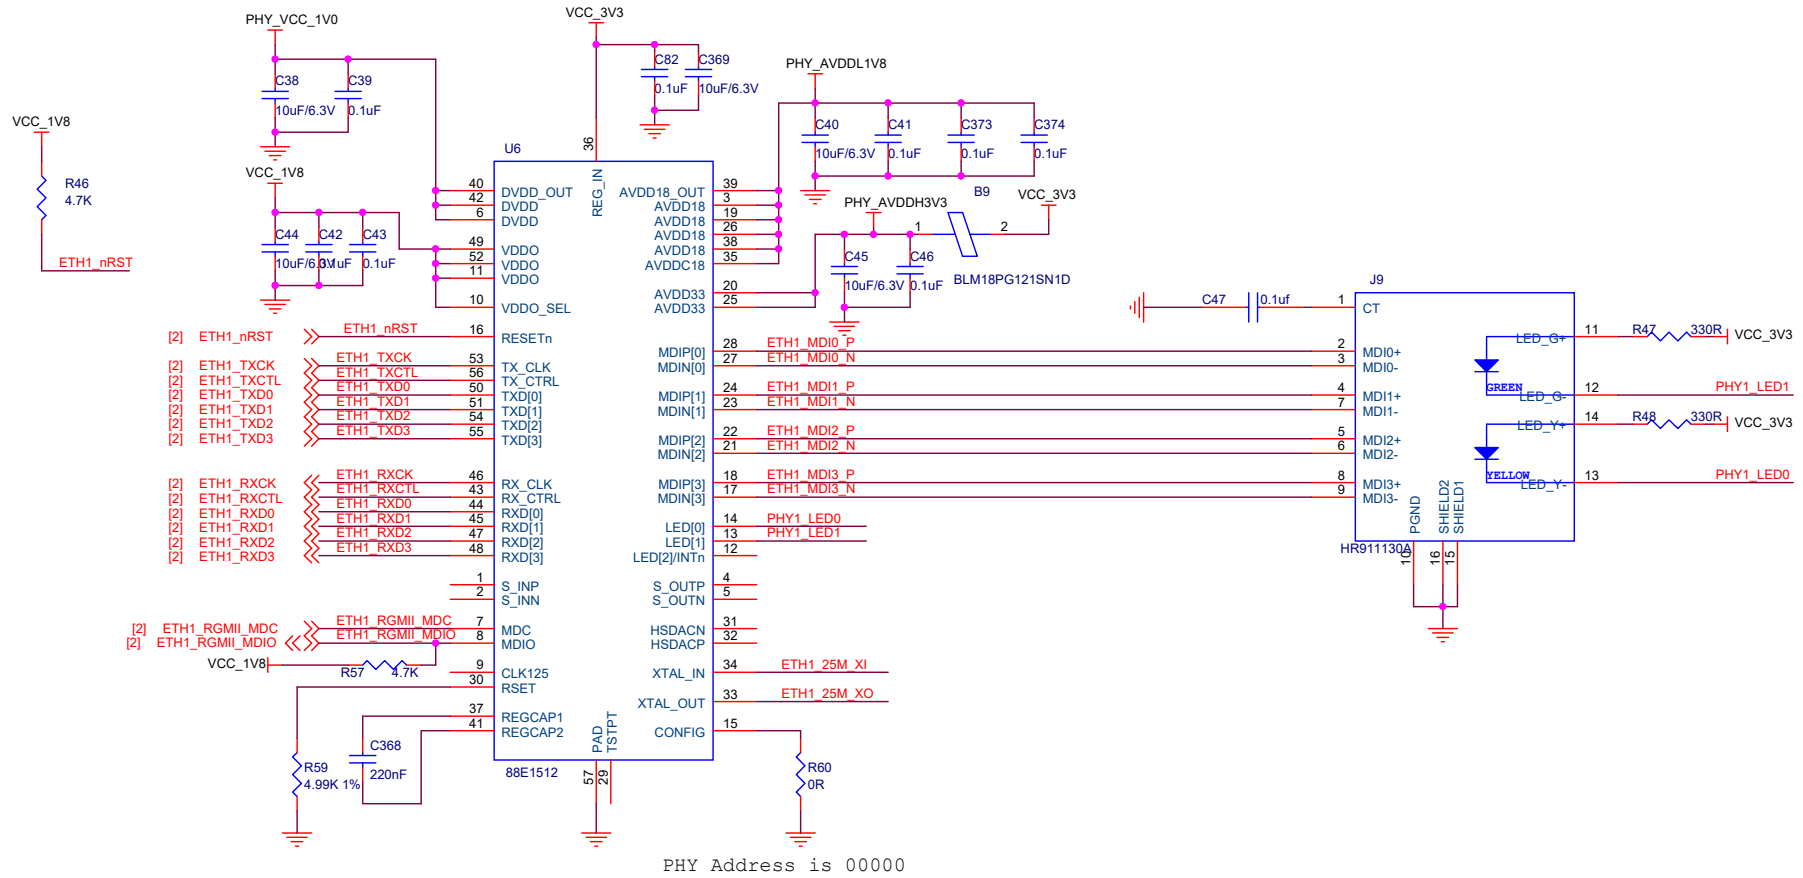 PHY_VCC_1V0
C38
10uF/6.3V
C39
0.1uF
VCC_3V3
C82
0.1uF
C369
10uF/6.3V
PHY_AVDDL1V8
C40
10uF/6.3V
C41
0.1uF
C373
0.1uF
C374
0.1uF
VCC_1V8
R46
4.7K
ETH1_nRST
VCC_1V8
C44
10uF/6.3V
C42
0.1uF
C43
0.1uF
PHY_AVDDH3V3
C45
10uF/6.3V
C46
0.1uF
B9
1
2
VCC_3V3
BLM18PG121SN1D
U6
36
REG_IN
40 DVDD_OUT
42 DVDD
6 DVDD
49 VDDO
52 VDDO
11 VDDO
10 VDDO_SEL
[2] ETH1_nRST ETH1_nRST 16 RESETn
[2] ETH1_TXCK ETH1_TXCK 53 TX_CLK
[2] ETH1_TXCTL ETH1_TXCTL 56 TX_CTRL
[2] ETH1_TXD0 ETH1_TXD0 50 TXD[0]
[2] ETH1_TXD1 ETH1_TXD1 51 TXD[1]
[2] ETH1_TXD2 ETH1_TXD2 54 TXD[2]
[2] ETH1_TXD3 ETH1_TXD3 55 TXD[3]
[2] ETH1_RXCK ETH1_RXCK 46 RX_CLK
[2] ETH1_RXCTL ETH1_RXCTL 43 RX_CTRL
[2] ETH1_RXD0 ETH1_RXD0 44 RXD[0]
[2] ETH1_RXD1 ETH1_RXD1 45 RXD[1]
[2] ETH1_RXD2 ETH1_RXD2 47 RXD[2]
[2] ETH1_RXD3 ETH1_RXD3 48 RXD[3]
1 S_INP
2 S_INN
[2] ETH1_RGMII_MDC ETH1_RGMII_MDC 7 MDC
[2] ETH1_RGMII_MDIO ETH1_RGMII_MDIO 8 MDIO
VCC_1V8
R57 4.7K
9 CLK125
30 RSET
37 REGCAP1
41 REGCAP2
R59
4.99K 1%
C368
220nF
AVDD18_OUT 39
AVDD18 3
AVDD18 19
AVDD18 26
AVDD18 38
AVDDC18 35
AVDD33 20
AVDD33 25
MDIP[0] 28 ETH1_MDI0_P
MDIN[0] 27 ETH1_MDI0_N
MDIP[1] 24 ETH1_MDI1_P
MDIN[1] 23 ETH1_MDI1_N
MDIP[2] 22 ETH1_MDI2_P
MDIN[2] 21 ETH1_MDI2_N
MDIP[3] 18 ETH1_MDI3_P
MDIN[3] 17 ETH1_MDI3_N
LED[0] 14 PHY1_LED0
LED[1] 13 PHY1_LED1
LED[2]/INTn 12
S_OUTP 4
S_OUTN 5
HSDACN 31
HSDACP 32
XTAL_IN 34 ETH1_25M_XI
XTAL_OUT 33 ETH1_25M_XO
CONFIG 15
R60
0R
PAD
TSTPT
57
29
88E1512
J9
C47 0.1uf
1 CT
2 MDI0+
3 MDI0-
4 MDI1+
7 MDI1-
5 MDI2+
6 MDI2-
8 MDI3+
9 MDI3-
LED_G+ 11 R47 330R VCC_3V3
GREEN
LED_G- 12 PHY1_LED1
LED_Y+ 14 R48 330R VCC_3V3
YELLOW
LED_Y- 13 PHY1_LED0
PGND
SHIELD2
SHIELD1
HR911130A
10
16
15
PHY Address is 00000